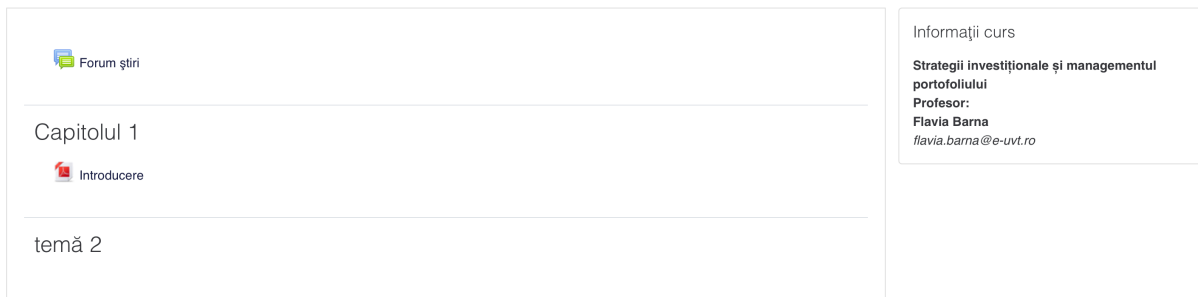 Forum ştiri
Capitolul 1
Introducere
temă 2
Informaţii curs
Strategii investiționale și managementul
portofoliului
Profesor:
Flavia Barna
flavia.barna@e-uvt.ro